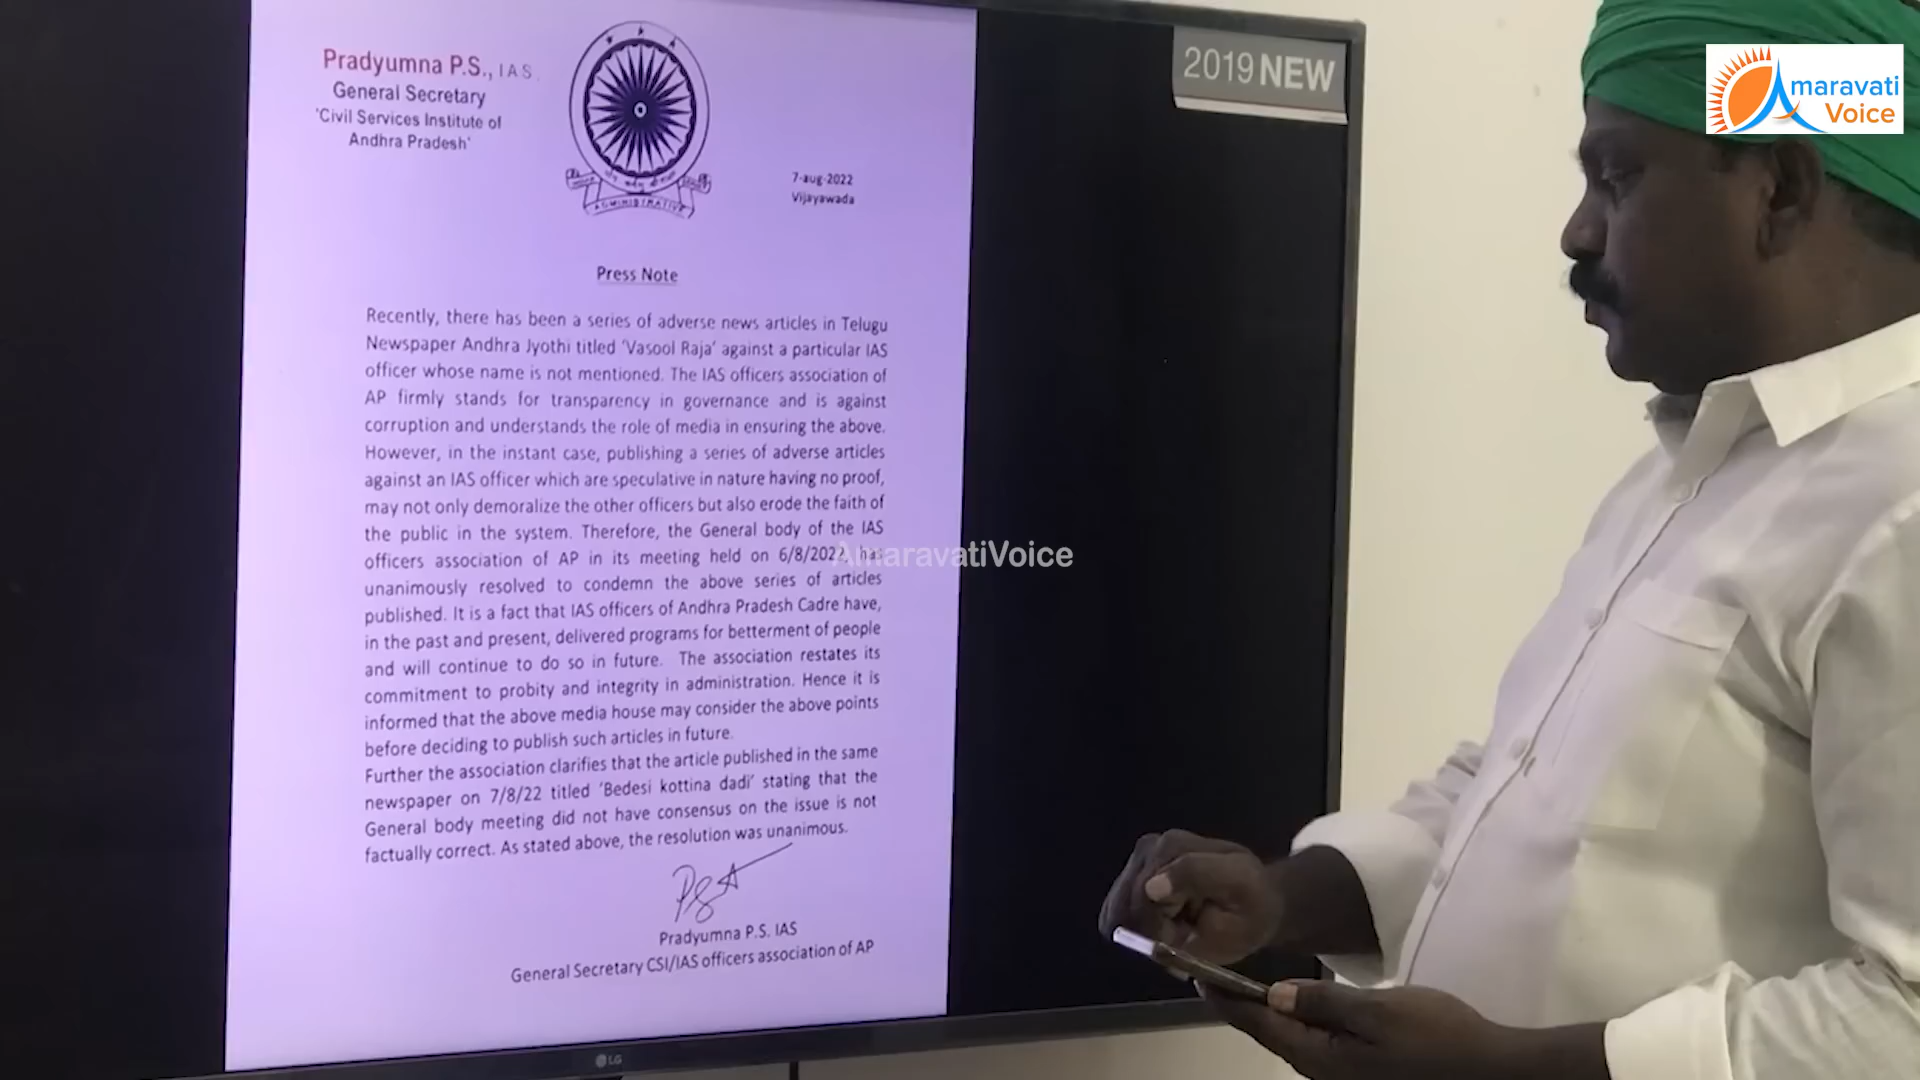 Pradyumna P.S., IAS.
General Secretary
'Civil Services Institute of
Andhra Pradesh'
ADMINISTRATIVE
7-aug-2022
Vijayawada
Press Note
Recently, there has been a series of adverse news articles in Telugu
Newspaper Andhra Jyothi titled 'Vasool Raja' against a particular IAS
officer whose name is not mentioned. The IAS officers association of
AP firmly stands for transparency in governance and is against
corruption and understands the role of media in ensuring the above.
However, in the instant case, publishing a series of adverse articles
against an IAS officer which are speculative in nature having no proof,
may not only demoralize the other officers but also erode the faith of
the public in the system. Therefore, the General body of the IAS
officers association of AP in its meeting held on 6/8/2022, has
unanimously resolved to condemn the above series of articles
published. It is a fact that IAS officers of Andhra Pradesh Cadre have,
in the past and present, delivered programs for betterment of people
and will continue to do so in future. The association restates its
commitment to probity and integrity in administration. Hence it is
informed that the above media house may consider the above points
before deciding to publish such articles in future.
Further the association clarifies that the article published in the same
newspaper on 7/8/22 titled 'Bedesi kottina dadi' stating that the
General body meeting did not have consensus on the issue is not
factually correct. As stated above, the resolution was unanimous.
Pradyumna P.S. IAS
General Secretary CSI/IAS officers association of AP
LG
2019 NEW
Amaravati
Voice
AmaravatiVoice